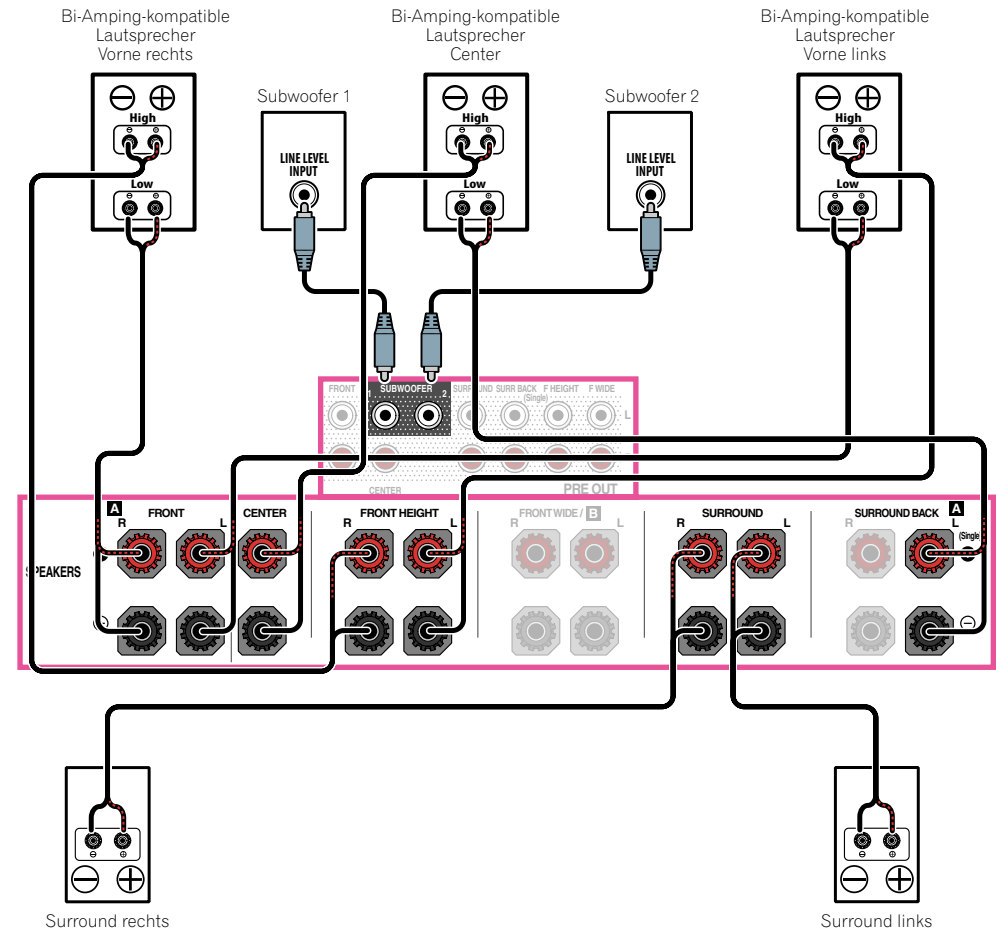 Bi-Amping-kompatible
Lautsprecher
Vorne rechts
Bi-Amping-kompatible
Lautsprecher
Center
Bi-Amping-kompatible
Lautsprecher
Vorne links
Subwoofer 1
Subwoofer 2
High
Low
LINE LEVEL
INPUT
High
Low
LINE LEVEL
INPUT
High
Low
FRONT 1 SUBWOOFER 2 SURROUND SURR BACK F HEIGHT F WIDE
(Single)
L
CENTER
PRE OUT
A FRONT CENTER FRONT HEIGHT FRONT WIDE / B SURROUND SURROUND BACK A
R L R L R L R L R L
(Single)
SPEAKERS
Surround rechts
Surround links